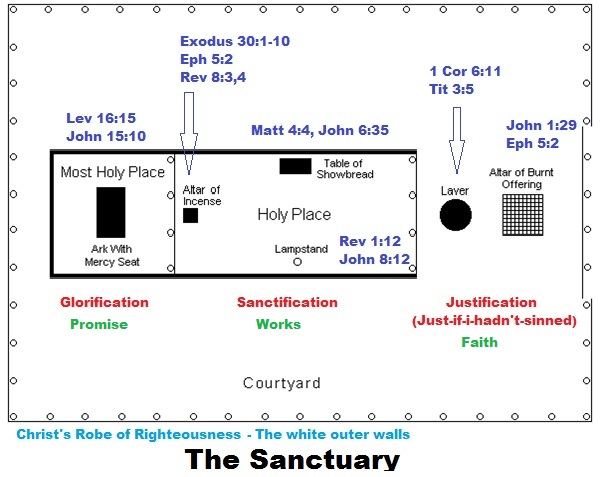 Exodus 30:1-10
Eph 5:2
Rev 8:3,4
1 Cor 6:11
Tit 3:5
Lev 16:15
John 15:10
Matt 4:4, John 6:35
John 1:29
Eph 5:2
Most Holy Place
Ark With
Mercy Seat
Altar of
Incense
Table of
Showbread
Holy Place
Lampstand
Rev 1:12
John 8:12
Laver
Altar of Burnt
Offering
Glorification
Promise
Sanctification
Works
Justification
(Just-if-i-hadn't-sinned)
Faith
Courtyard
Christ's Robe of Righteousness - The white outer walls
The Sanctuary